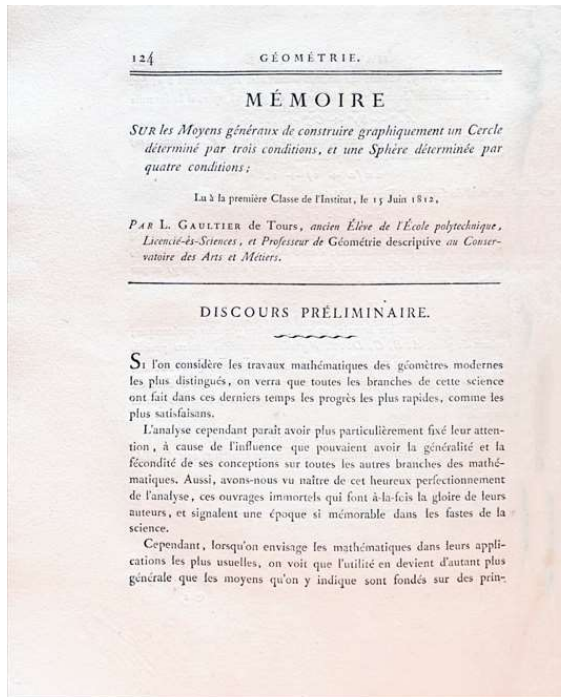 124 GÉOMÉTRIE.
MÉMOIRE
SUR les Moyens généraux de construire graphiquement un Cercle
déterminé par trois conditions, et une Sphère déterminée par
quatre conditions;
Lu à la première Classe de l'Institut, le 15 Juin 1812,
PAR L. GAULTIER de Tours, ancien Élève de l'École polytechnique,
Licencié-ès-Sciences, et Professeur de Géométrie descriptive au Conser-
vatoire des Arts et Métiers.
DISCOURS PRÉLIMINAIRE.
SI l'on considère les travaux mathématiques des géomètres modernes
les plus distingués, on verra que toutes les branches de cette science
ont fait dans ces derniers temps les progrès les plus rapides, comme les
plus satisfaisans.
L'analyse cependant paraît avoir plus particulièrement fixé leur atten-
tion, à cause de l'influence que pouvaient avoir la généralité et la
fécondité de ses conceptions sur toutes les autres branches des mathé-
matiques. Aussi, avons-nous vu naître de cet heureux perfectionnement
de l'analyse, ces ouvrages immortels qui font à-la-fois la gloire de leurs
auteurs, et signalent une époque si mémorable dans les fastes de la
science.
Cependant, lorsqu'on envisage les mathématiques dans leurs appli-
cations les plus usuelles, on voit que l'utilité en devient d'autant plus
générale que les moyens qu'on y indique sont fondés sur des prin-